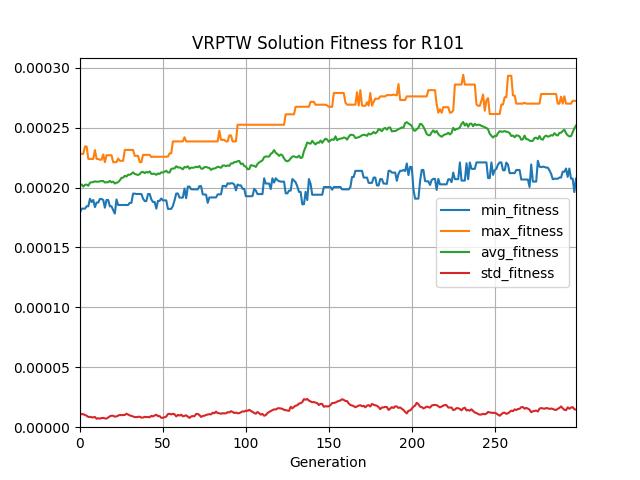 VRPTW Solution Fitness for R101
0.00030
0.00025
0.00020
0.00015
0.00010
0.00005
0.00000
min_fitness
max_fitness
avg_fitness
std_fitness
0 50 100 150 200 250
Generation